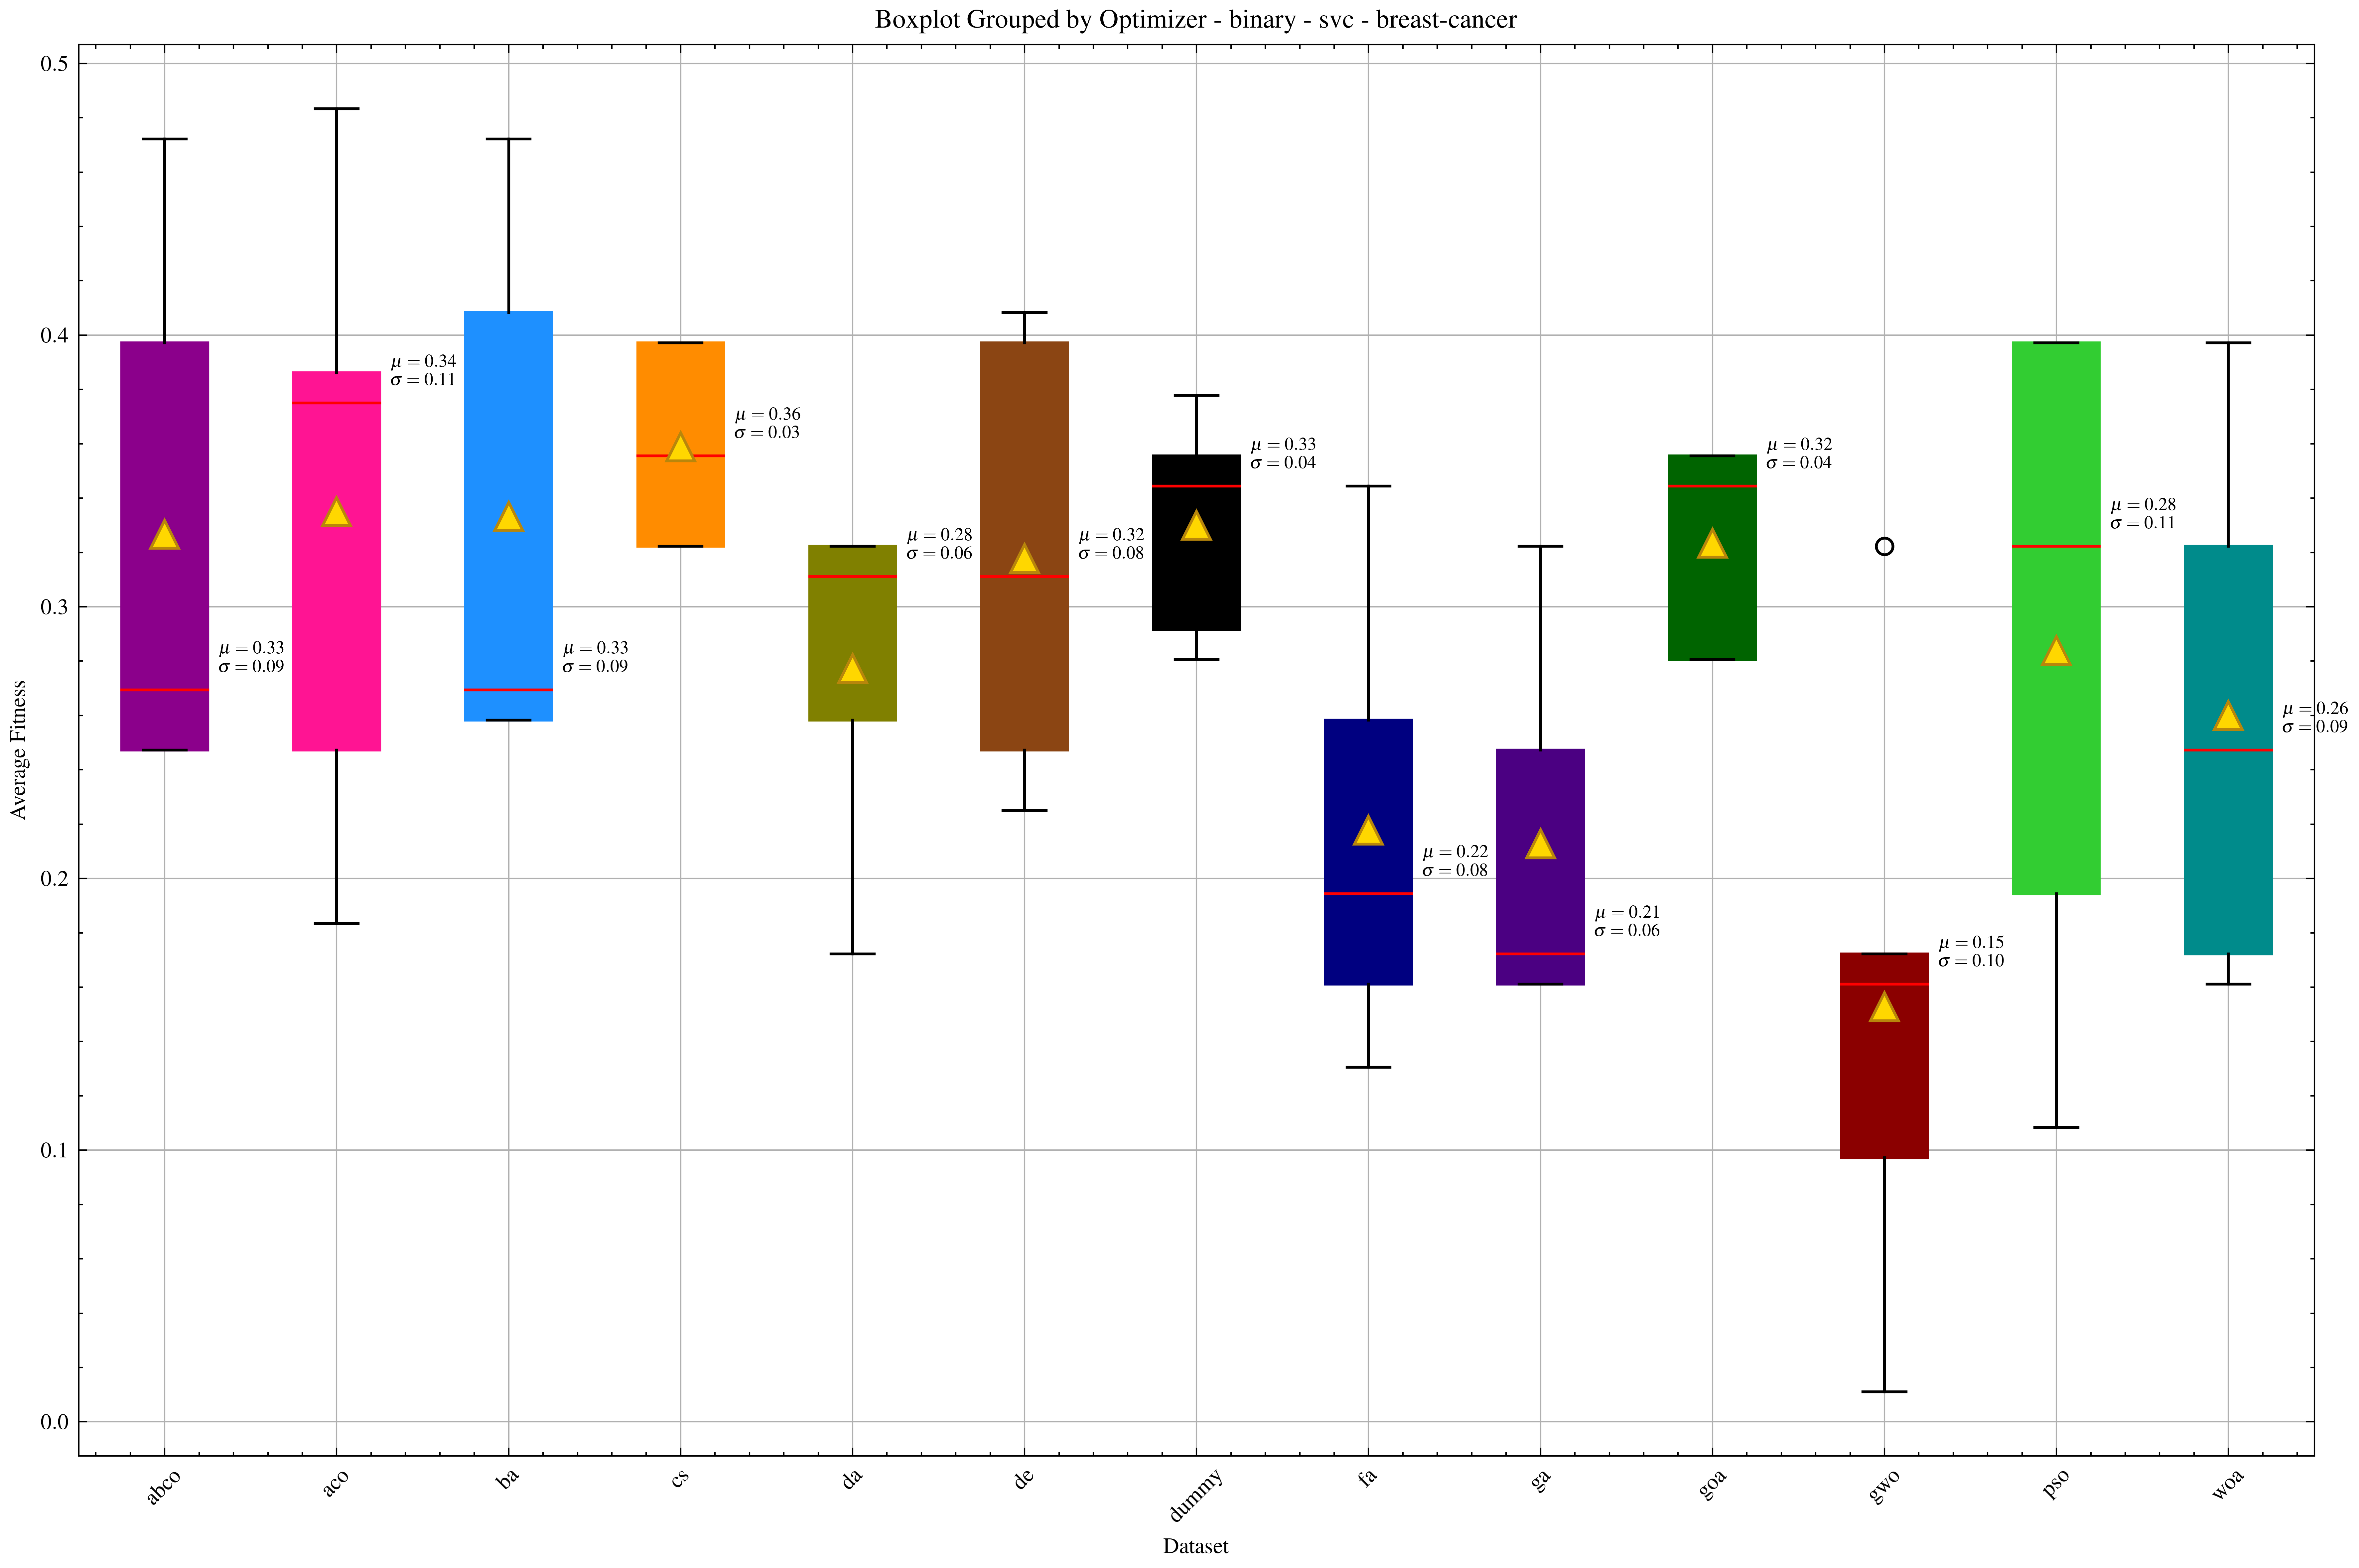 Boxplot Grouped by Optimizer - binary - svc - breast-cancer
Average Fitness
0.5
0.4
0.3
0.2
0.1
0.0
μ = 0.33
σ = 0.09
μ = 0.34
σ = 0.11
μ = 0.33
σ = 0.09
μ = 0.36
σ = 0.03
μ = 0.28
σ = 0.06
μ = 0.32
σ = 0.08
μ = 0.33
σ = 0.04
μ = 0.22
σ = 0.08
μ = 0.21
σ = 0.06
μ = 0.32
σ = 0.04
μ = 0.15
σ = 0.10
μ = 0.28
σ = 0.11
μ = 0.26
σ = 0.09
abco
aco
ba
cs
da
de
dummy
fa
ga
goa
gwo
pso
woa
Dataset